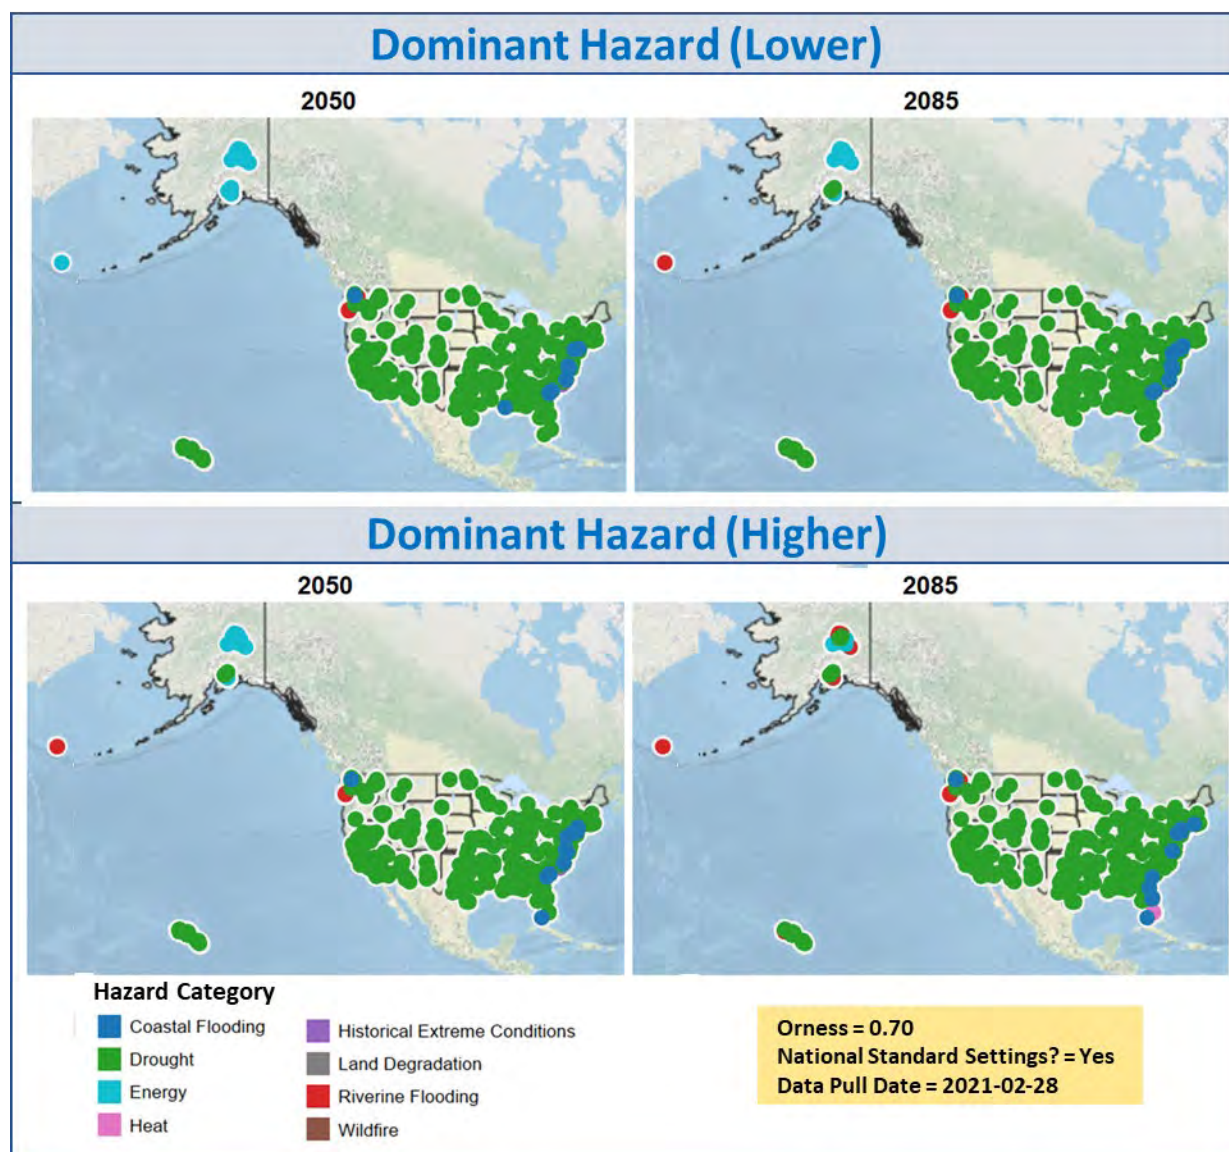 Dominant Hazard (Lower)
2050
2085
Dominant Hazard (Higher)
2050
2085
Hazard Category
Coastal Flooding
Drought
Energy
Heat
Historical Extreme Conditions
Land Degradation
Riverine Flooding
Wildfire
Orness = 0.70
National Standard Settings? = Yes
Data Pull Date = 2021-02-28